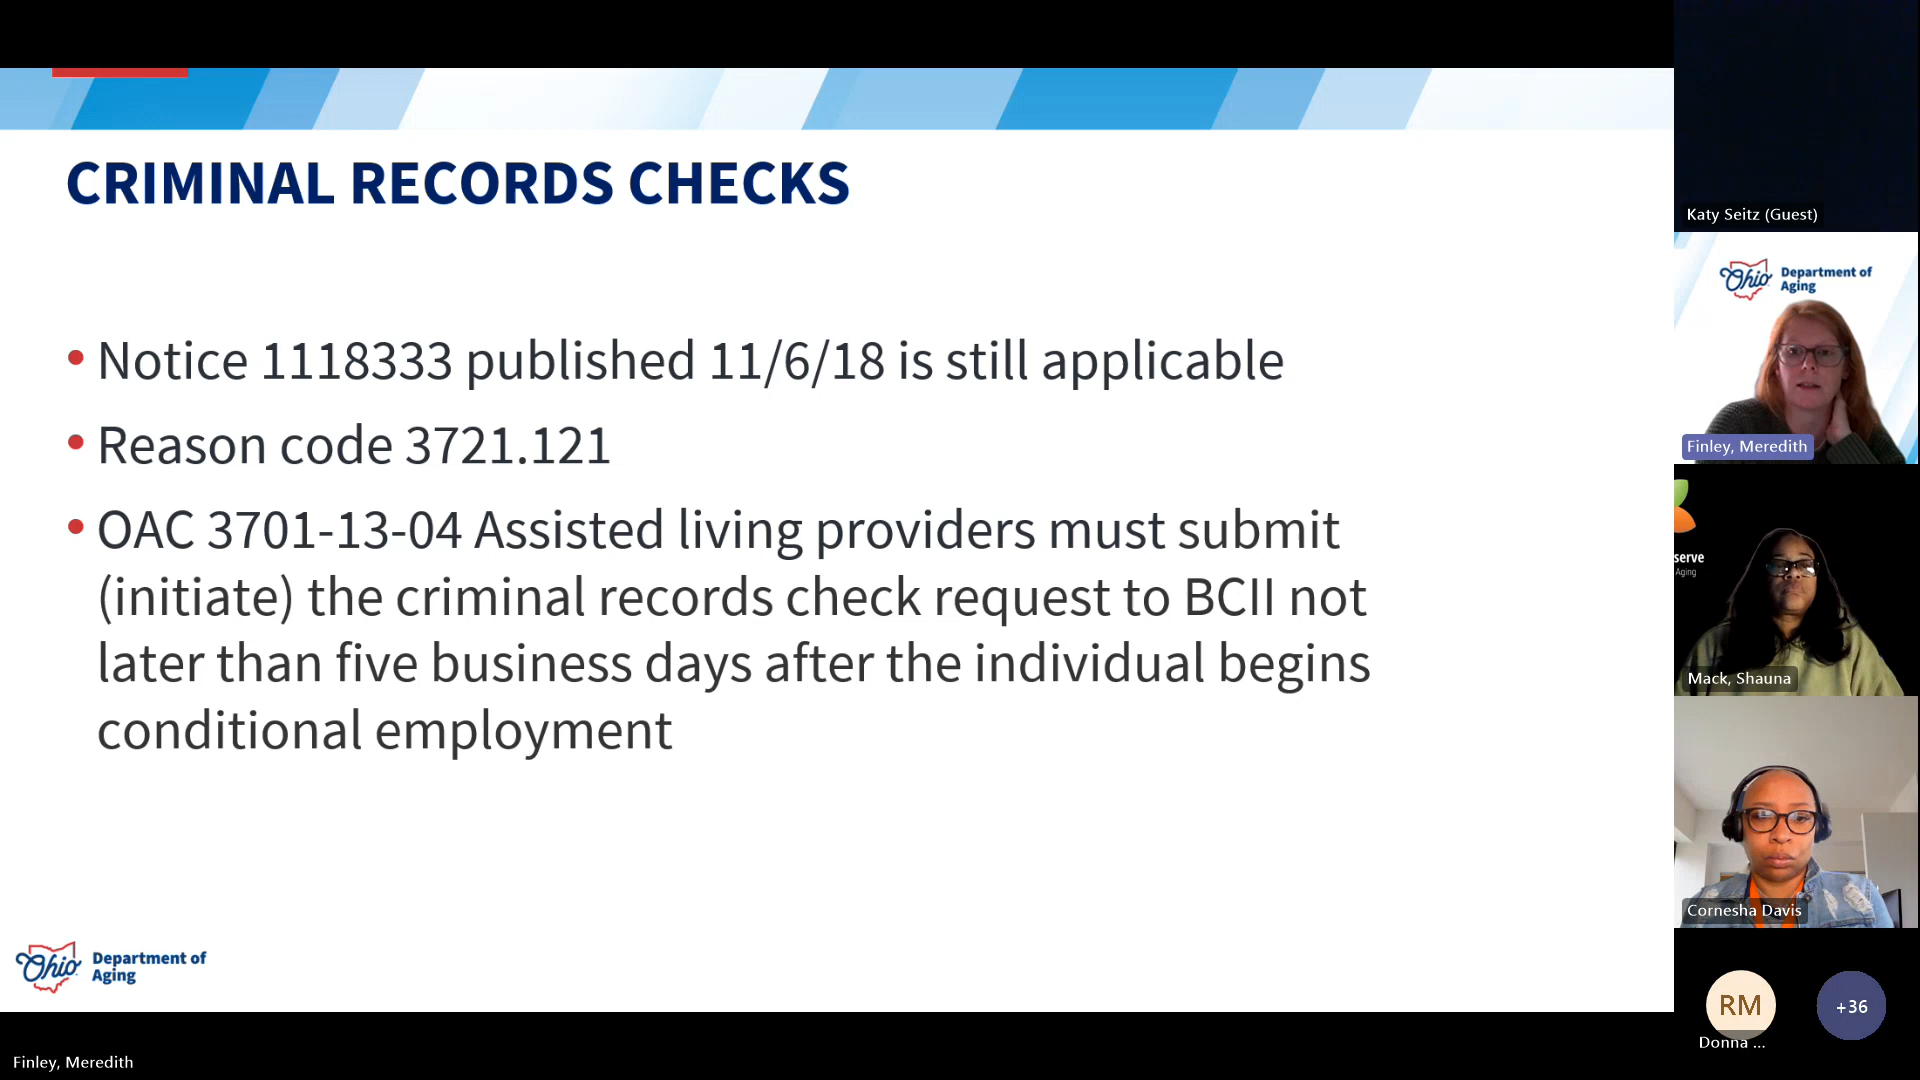 CRIMINAL RECORDS CHECKS
• Notice 1118333 published 11/6/18 is still applicable
• Reason code 3721.121
• OAC 3701-13-04 Assisted living providers must submit
(initiate) the criminal records check request to BCII not
later than five business days after the individual begins
conditional employment
Ohio
Department of
Aging
Finley, Meredith
Katy Seitz (Guest)
Ohio
Department of
Aging
Finley, Meredith
serve
Aging
Mack, Shauna
Cornesha Davis
RM
+36
Donna ...